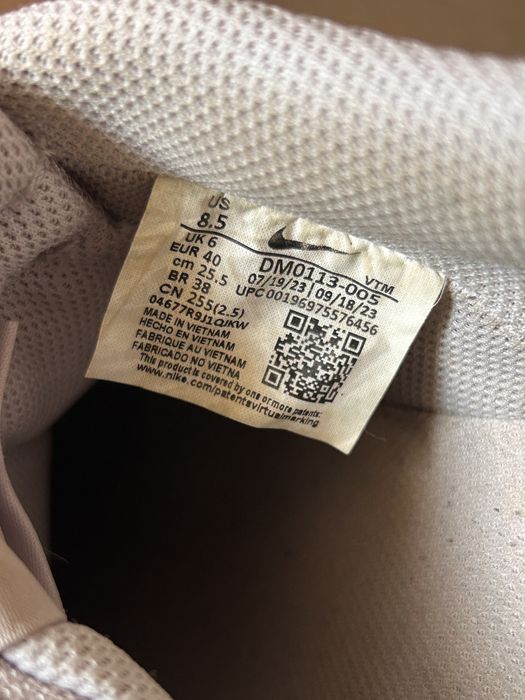 US
8.5
UK 6
EUR 40
cm 25.5
BR 38
CN 255(2.5)
DM0113-005 VTM
07/19/23 | 09/18/23
UPC 00196975576456
04677R9J1QIKW
MADE IN VIETNAM
HECHO EN VIETNAM
FABRIQUE AU VIETNAM
FABRICADO NO VIETNA
This product is covered by one or more patents:
www.nike.com/patentsvirtualmarking